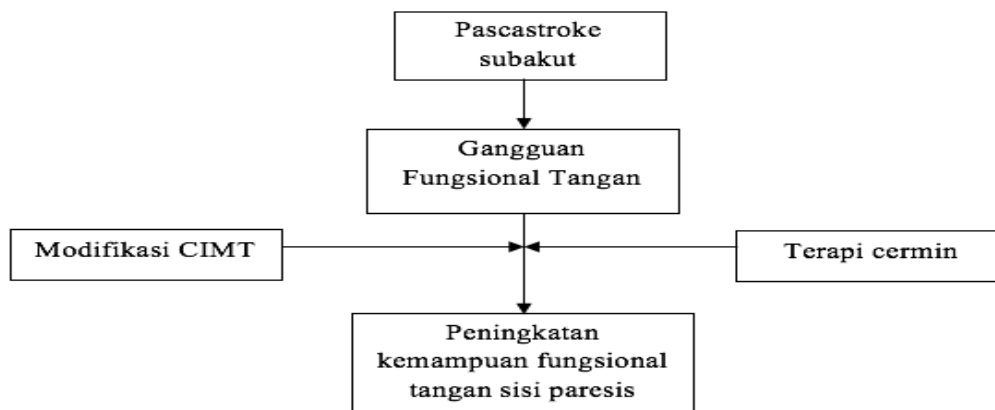 Pascastroke
subakut
Gangguan
Fungsional Tangan
Modifikasi CIMT
Terapi cermin
Peningkatan
kemampuan fungsional
tangan sisi paresis